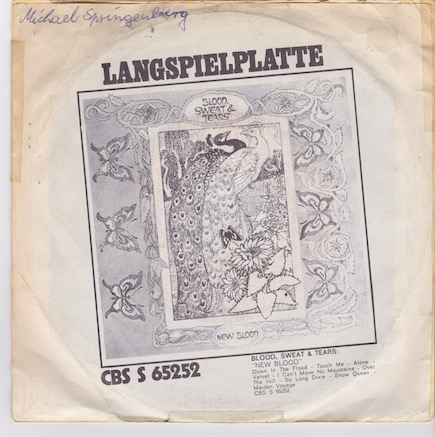 Michael Springenberg
LANGSPIELPLATTE
BLOOD,
SWEAT &
TEARS
NEW BLOOD
CBS S 65252
BLOOD, SWEAT & TEARS:
"NEW BLOOD"
Down In The Flood - Touch Me - Alone -
Velvet - I Can't Move No Mountains - Over
The Hill - So Long Dixie - Snow Queen -
Maiden Voyage
CBS S 65252